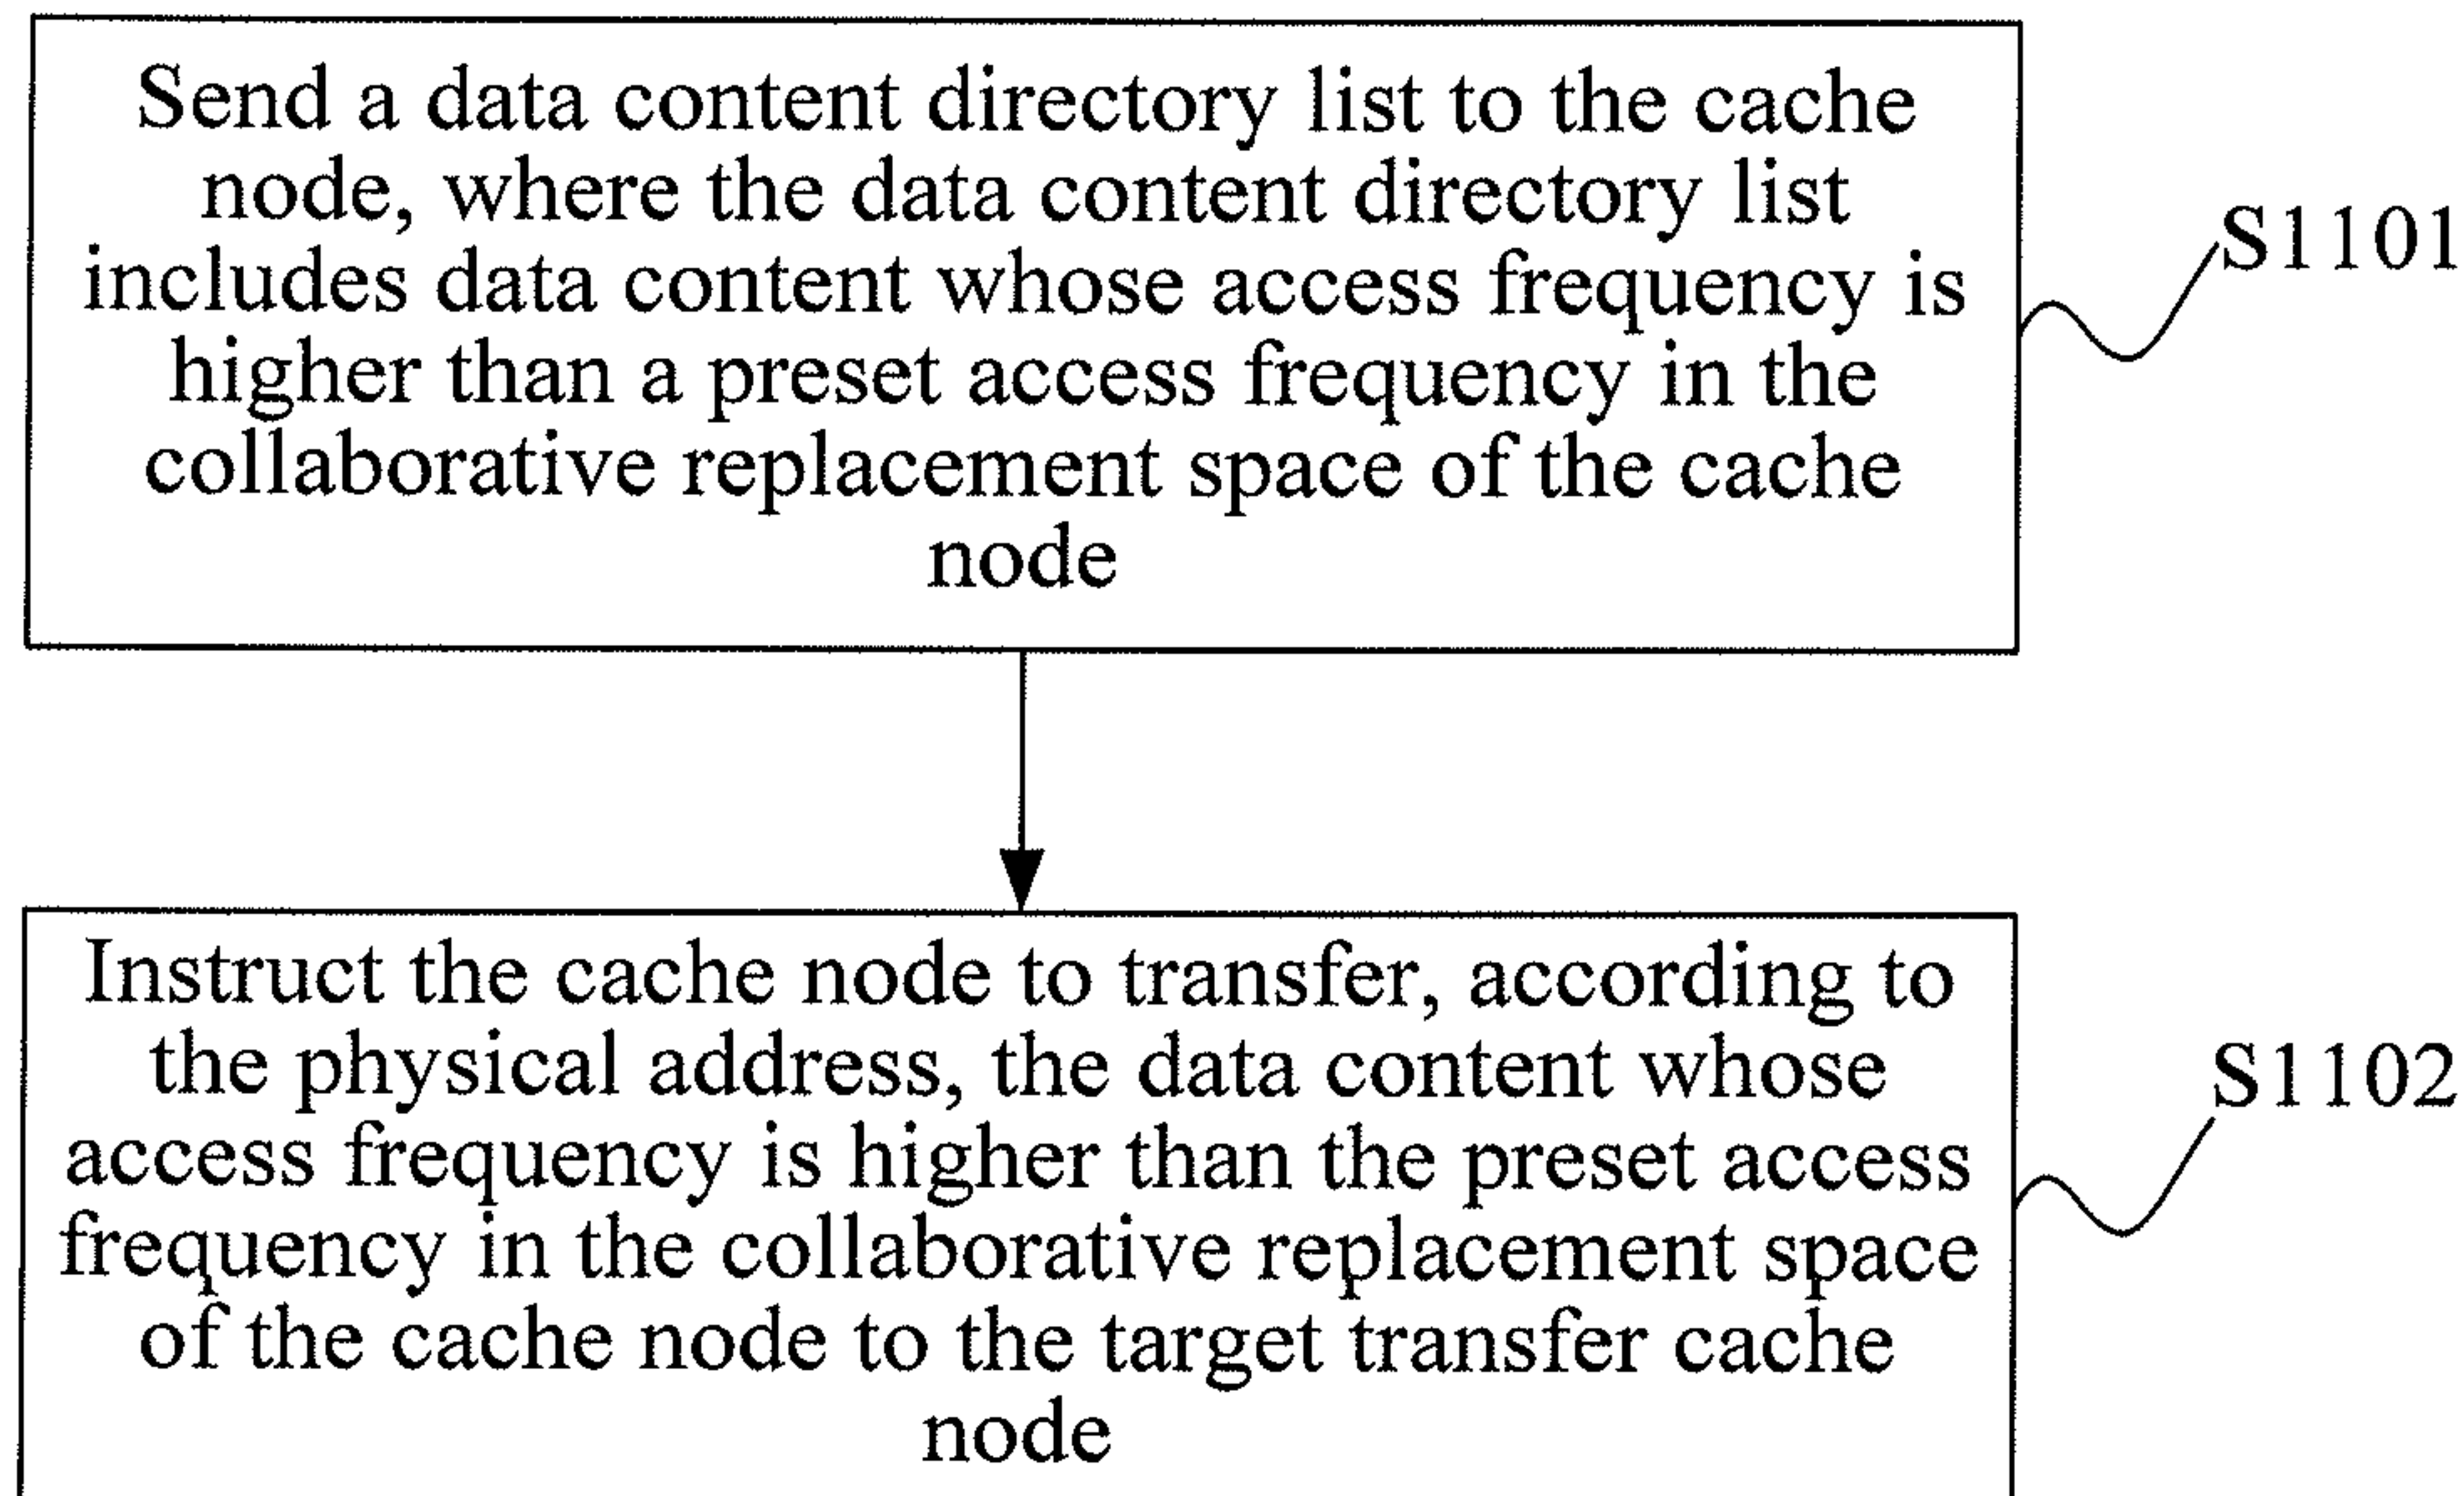 Send a data content directory list to the cache
node, where the data content directory list
includes data content whose access frequency is
higher than a preset access frequency in the
collaborative replacement space of the cache
node
S1101
Instruct the cache node to transfer, according to
the physical address, the data content whose
access frequency is higher than the preset access
frequency in the collaborative replacement space
of the cache node to the target transfer cache
node
S1102